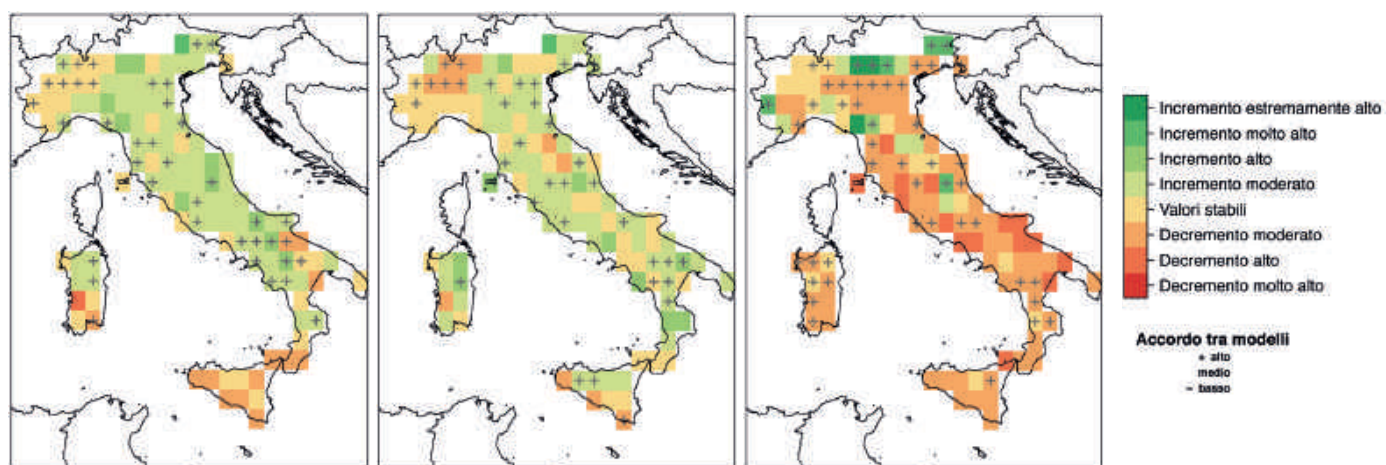 Incremento estremamente alto
Incremento molto alto
Incremento alto
Incremento moderato
Valori stabili
Decremento moderato
Decremento alto
Decremento molto alto
Accordo tra modelli
+ alto
medio
– basso